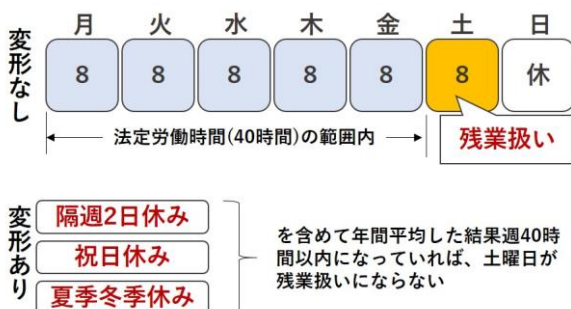 変形なし
月 火 水 木 金 土 日
8 8 8 8 8 8 休
法定労働時間(40時間)の範囲内
残業扱い
変形あり
隔週2日休み
祝日休み
夏季冬季休み
を含めて年間平均した結果週40時
間以内になっていれば、土曜日が
残業扱いにならない